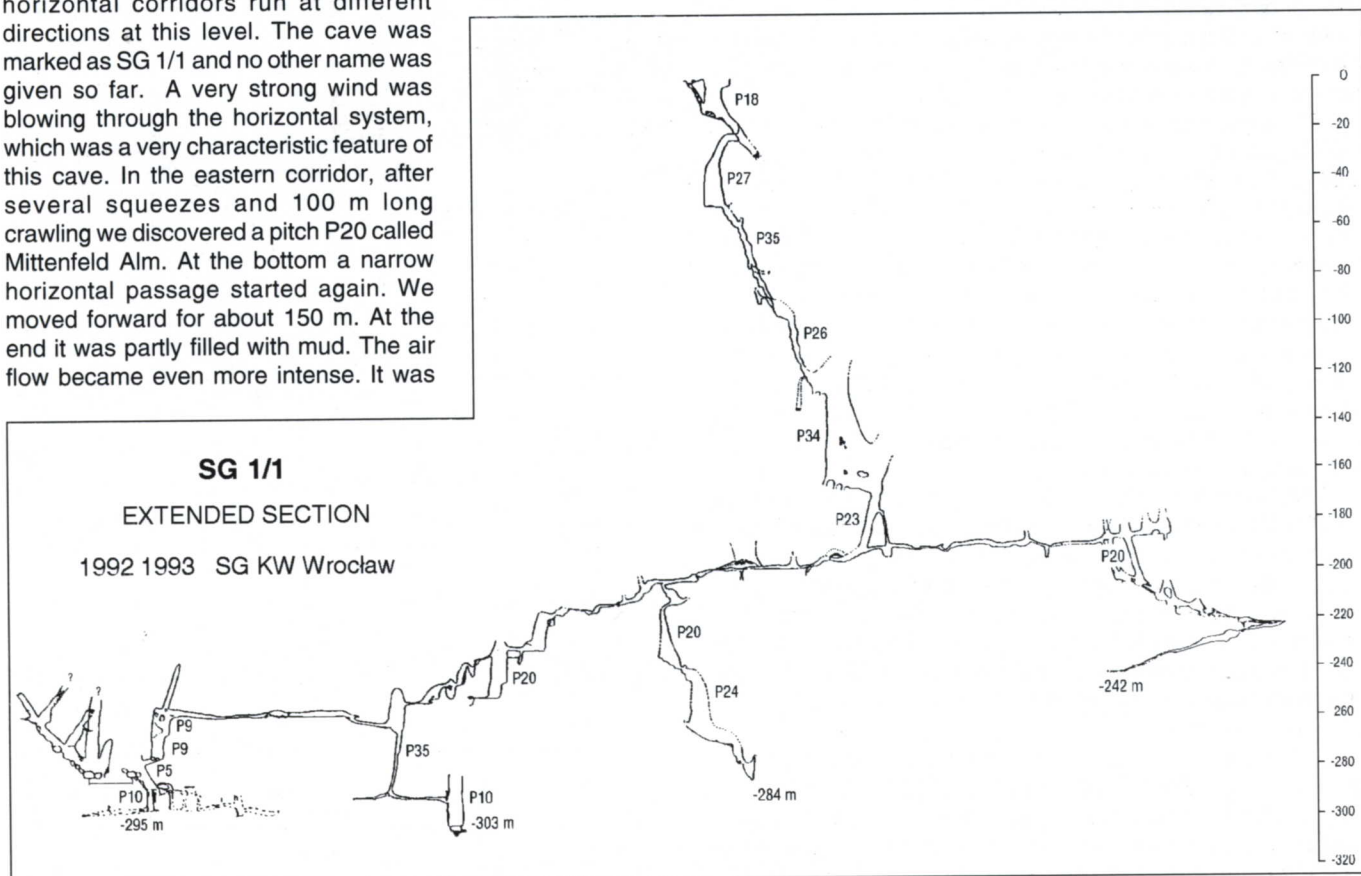 horizontal corridors run at different
directions at this level. The cave was
marked as SG 1/1 and no other name was
given so far. A very strong wind was
blowing through the horizontal system,
which was a very characteristic feature of
this cave. In the eastern corridor, after
several squeezes and 100 m long
crawling we discovered a pitch P20 called
Mittenfeld Alm. At the bottom a narrow
horizontal passage started again. We
moved forward for about 150 m. At the
end it was partly filled with mud. The air
flow became even more intense. It was
SG 1/1
EXTENDED SECTION
1992 1993 SG KW Wrocław
P18
P27
P35
P26
P34
P23
P20
P20
P24
P20
P35
P10
P9
P9
P5
P10
?
?
-295 m
-303 m
-284 m
-242 m
0
-20
-40
-60
-80
-100
-120
-140
-160
-180
-200
-220
-240
-260
-280
-300
-320